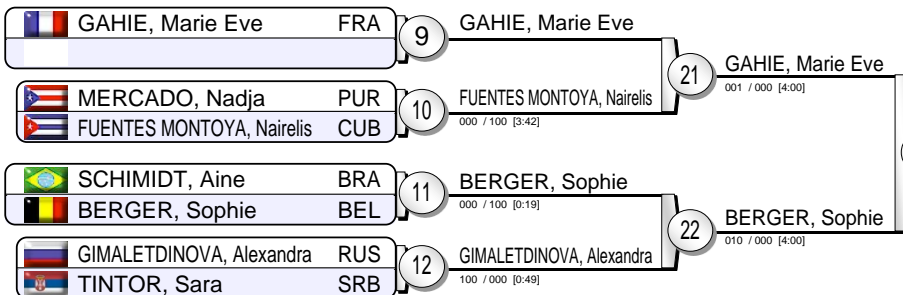 GAHIE, Marie Eve FRA
9
GAHIE, Marie Eve
MERCADO, Nadja PUR
FUENTES MONTOYA, Nairelis CUB
10
FUENTES MONTOYA, Nairelis
000 / 100 [3:42]
21
GAHIE, Marie Eve
001 / 000 [4:00]
SCHIMIDT, Aine BRA
BERGER, Sophie BEL
11
BERGER, Sophie
000 / 100 [0:19]
GIMALETDINOVA, Alexandra RUS
TINTOR, Sara SRB
12
GIMALETDINOVA, Alexandra
100 / 000 [0:49]
22
BERGER, Sophie
010 / 000 [4:00]